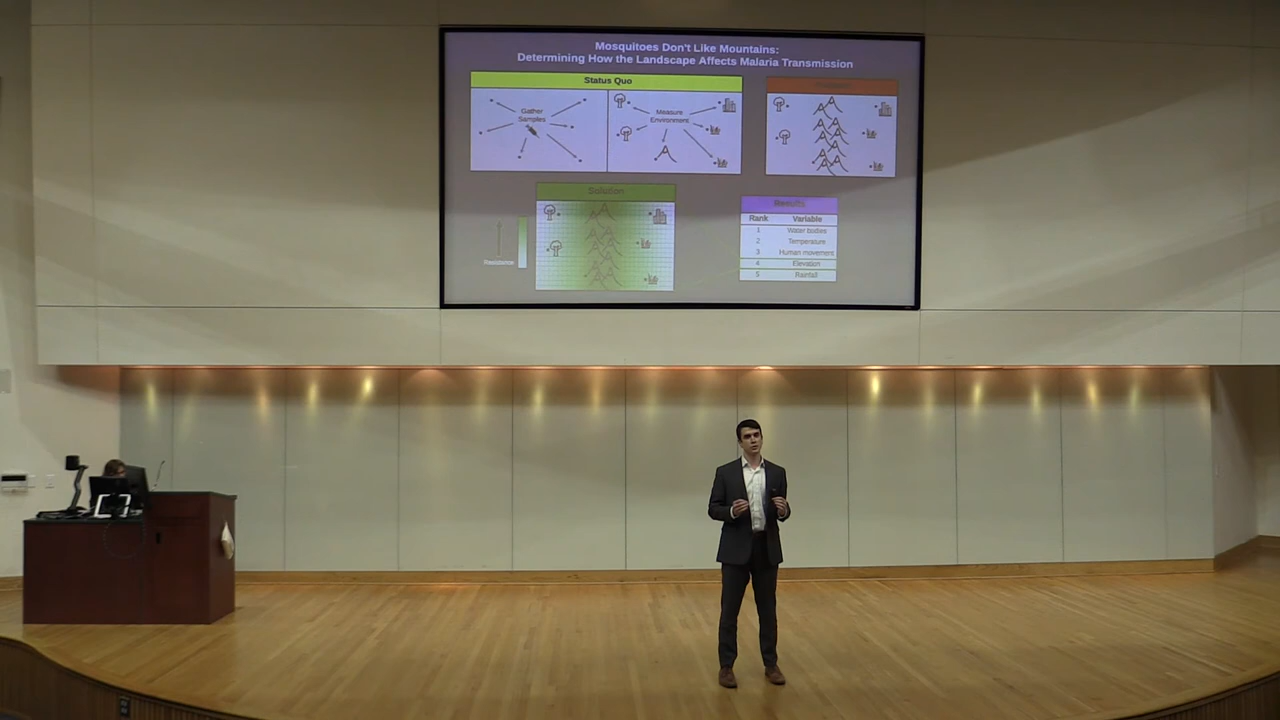 Mosquitoes Don't Like Mountains:
Determining How the Landscape Affects Malaria Transmission
Status Quo
Gather
Samples
Measure
Environment
Solution
Resistance
Results
Rank Variable
1 Water bodies
2 Temperature
3 Human movement
4 Elevation
5 Rainfall